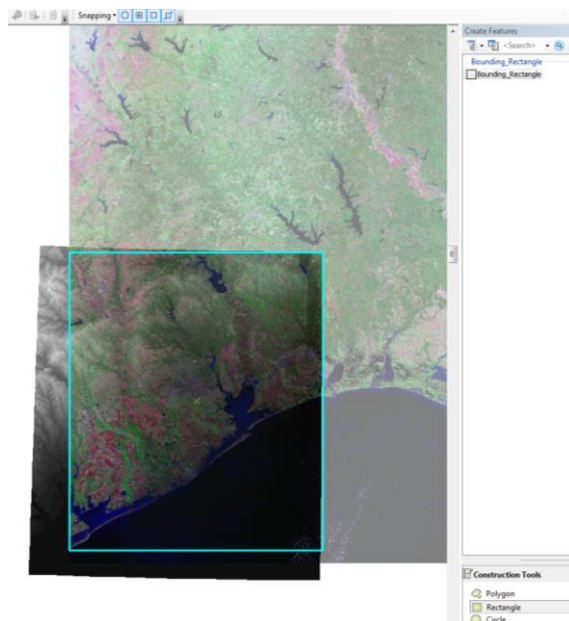 Snapping
Create Features
<Search>
Bounding_Rectangle
Bounding_Rectangle
Construction Tools
Polygon
Rectangle
Circle